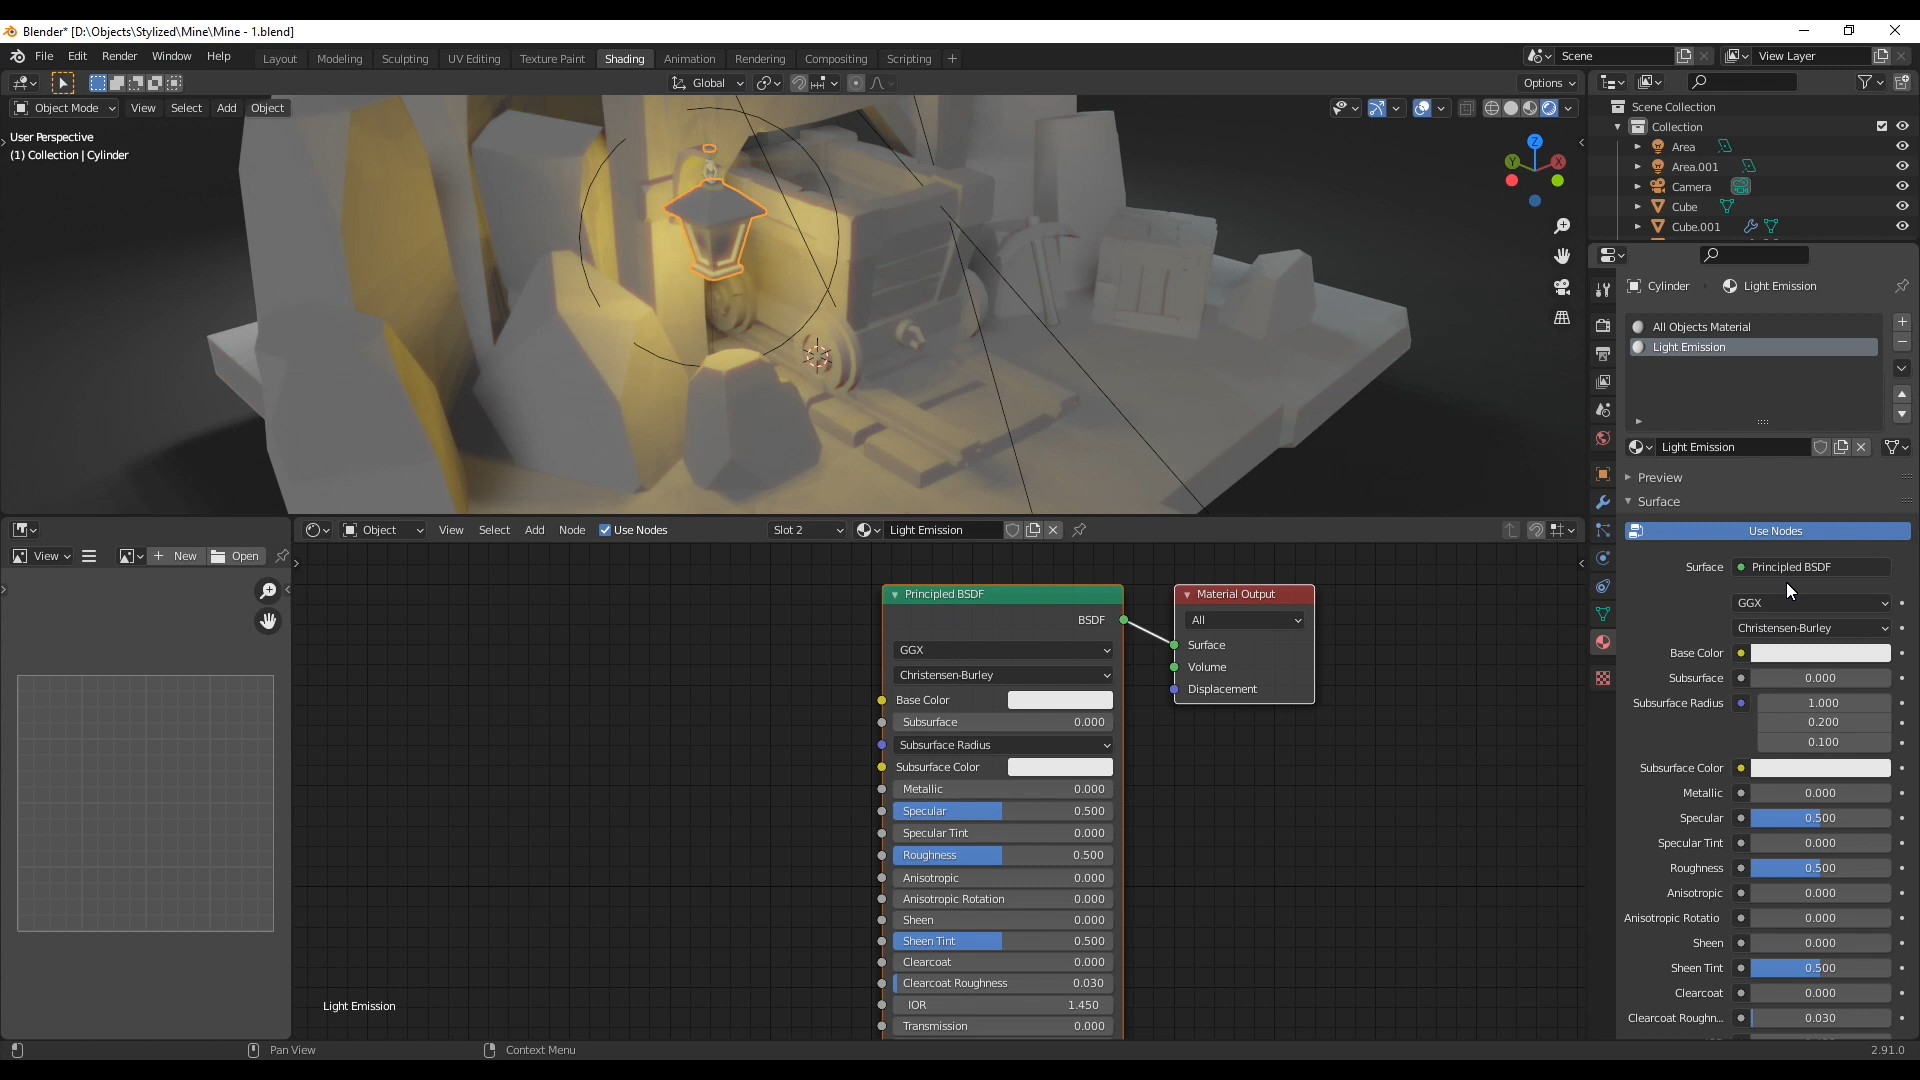 Blender* [D:\Objects\Stylized\Mine\Mine - 1.blend]
File Edit Render Window Help
Layout Modeling Sculpting UV Editing Texture Paint Shading Animation Rendering Compositing Scripting +
Scene
View Layer
Global
Options
Object Mode View Select Add Object
User Perspective
(1) Collection | Cylinder
Z
Y
X
Scene Collection
Collection
Area
Area.001
Camera
Cube
Cube.001
Cylinder
Light Emission
All Objects Material
Light Emission
Light Emission
Preview
Surface
Use Nodes
Surface Principled BSDF
GGX
Christensen-Burley
Base Color
Subsurface 0.000
Subsurface Radius 1.000
0.200
0.100
Subsurface Color
Metallic 0.000
Specular 0.500
Specular Tint 0.000
Roughness 0.500
Anisotropic 0.000
Anisotropic Rotatio 0.000
Sheen 0.000
Sheen Tint 0.500
Clearcoat 0.000
Clearcoat Roughn... 0.030
View
New
Open
Object View Select Add Node Use Nodes Slot 2 Light Emission
Principled BSDF
BSDF
GGX
Christensen-Burley
Base Color
Subsurface 0.000
Subsurface Radius
Subsurface Color
Metallic 0.000
Specular 0.500
Specular Tint 0.000
Roughness 0.500
Anisotropic 0.000
Anisotropic Rotation 0.000
Sheen 0.000
Sheen Tint 0.500
Clearcoat 0.000
Clearcoat Roughness 0.030
IOR 1.450
Transmission 0.000
Material Output
All
Surface
Volume
Displacement
Light Emission
Pan View
Context Menu
2.91.0